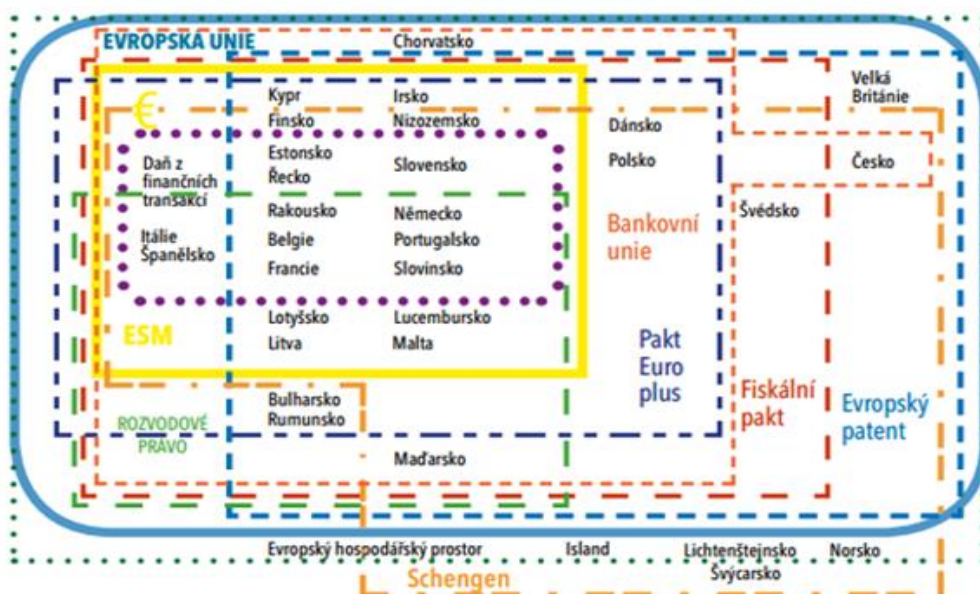 EVROPSKA UNIE
Chorvatsko
Velká
Británie
€
Kypr
Irsko
Finsko
Nizozemsko
Dánsko
Daň z
finančních
transakcí
Estonsko
Řecko
Slovensko
Polsko
Česko
Rakousko
Německo
Švédsko
Itálie
Španělsko
Belgie
Portugalsko
Bankovní
unie
Francie
Slovinsko
ESM
Lotyšsko
Lucembursko
Litva
Malta
Pakt
Euro
plus
Fiskální
pakt
Evropský
patent
ROZVODOVÉ
PRÁVO
Bulharsko
Rumunsko
Maďarsko
Evropský hospodářský prostor
Island
Lichtenštejnsko
Norsko
Švýcarsko
Schengen